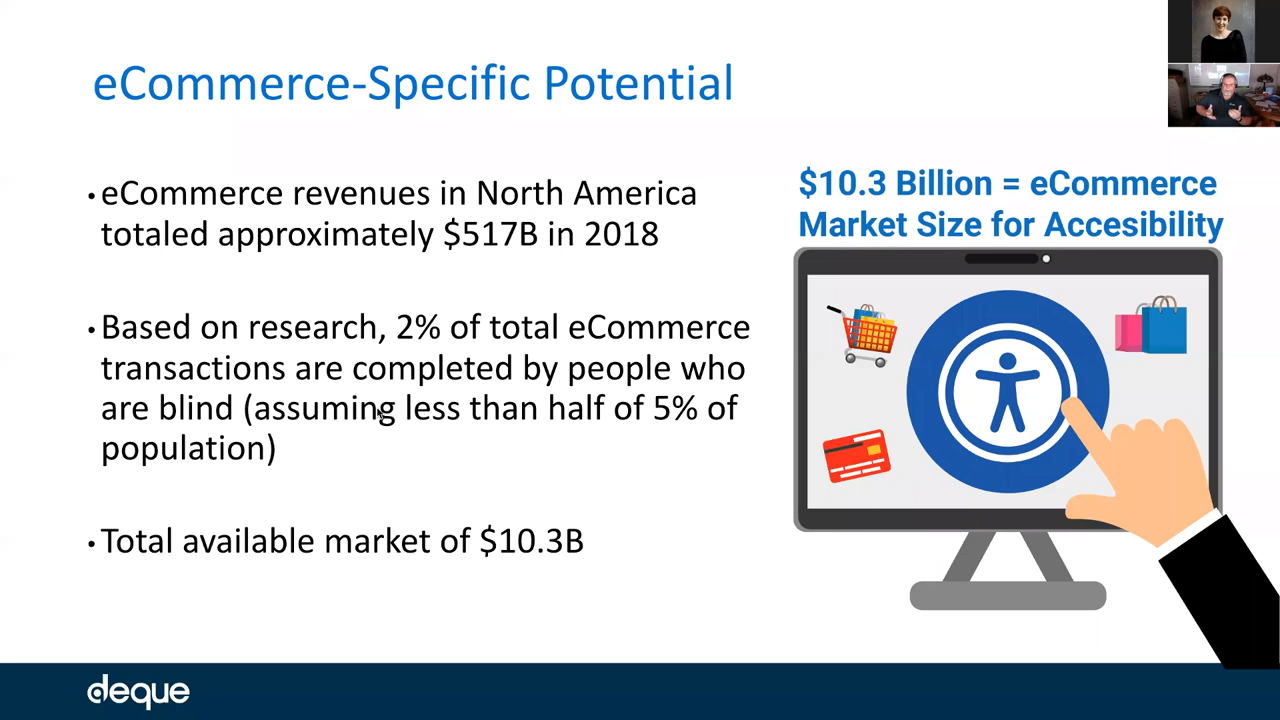 eCommerce-Specific Potential
• eCommerce revenues in North America
totaled approximately $517B in 2018
• Based on research, 2% of total eCommerce
transactions are completed by people who
are blind (assuming less than half of 5% of
population)
• Total available market of $10.3B
$10.3 Billion = eCommerce
Market Size for Accesibility
deque